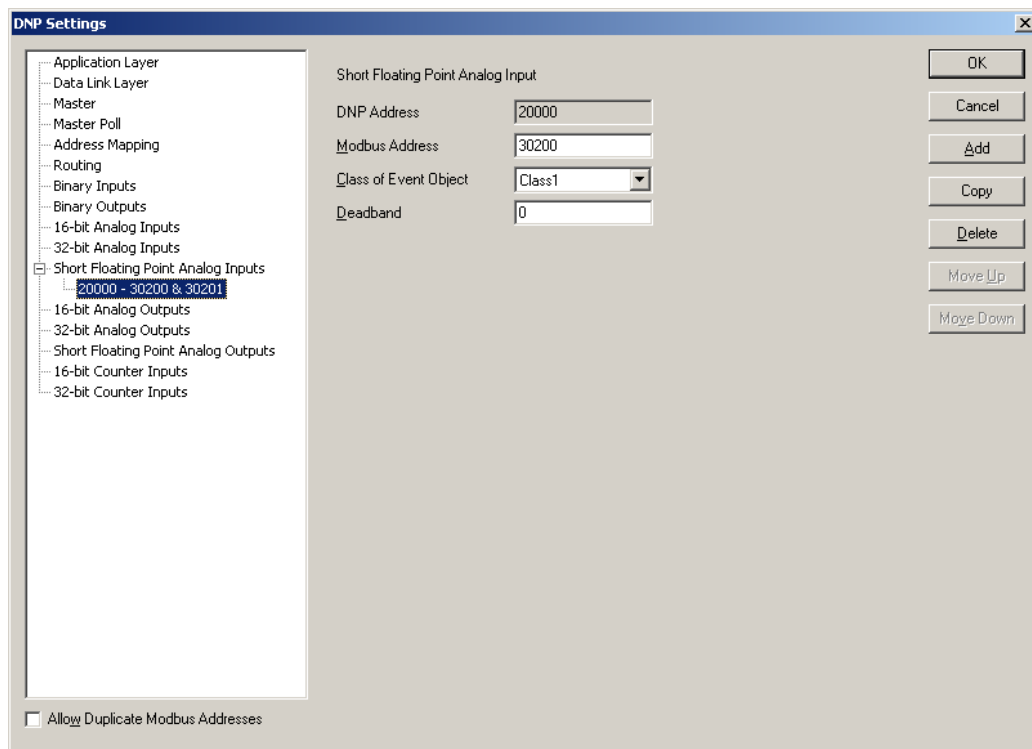 DNP Settings
Application Layer
Data Link Layer
Master
Master Poll
Address Mapping
Routing
Binary Inputs
Binary Outputs
16-bit Analog Inputs
32-bit Analog Inputs
Short Floating Point Analog Inputs
20000 - 30200 & 30201
16-bit Analog Outputs
32-bit Analog Outputs
Short Floating Point Analog Outputs
16-bit Counter Inputs
32-bit Counter Inputs
Allow Duplicate Modbus Addresses
Short Floating Point Analog Input
DNP Address 20000
Modbus Address 30200
Class of Event Object Class1
Deadband 0
OK
Cancel
Add
Copy
Delete
Move Up
Move Down